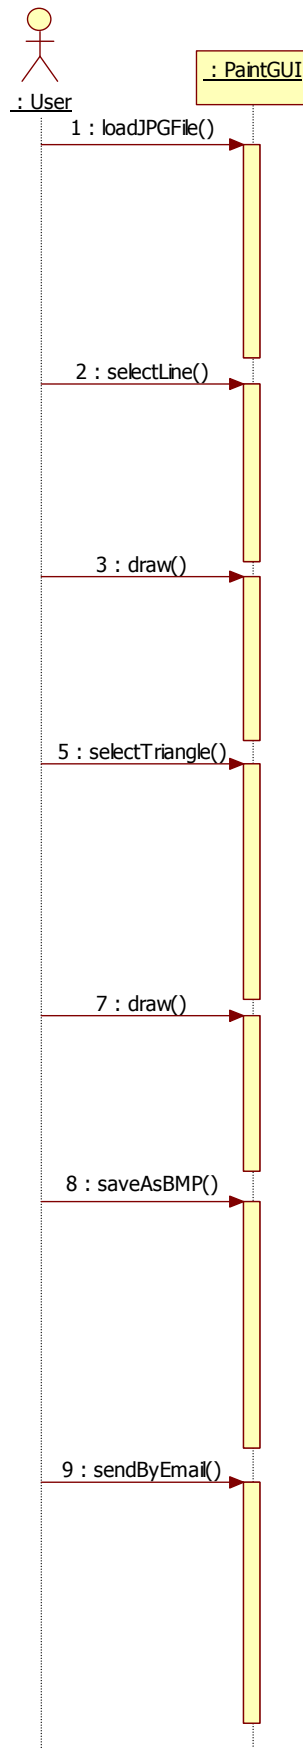 : PaintGUI
: User
1 : loadJPGFile()
2 : selectLine()
3 : draw()
5 : selectTriangle()
7 : draw()
8 : saveAsBMP()
9 : sendByEmail()